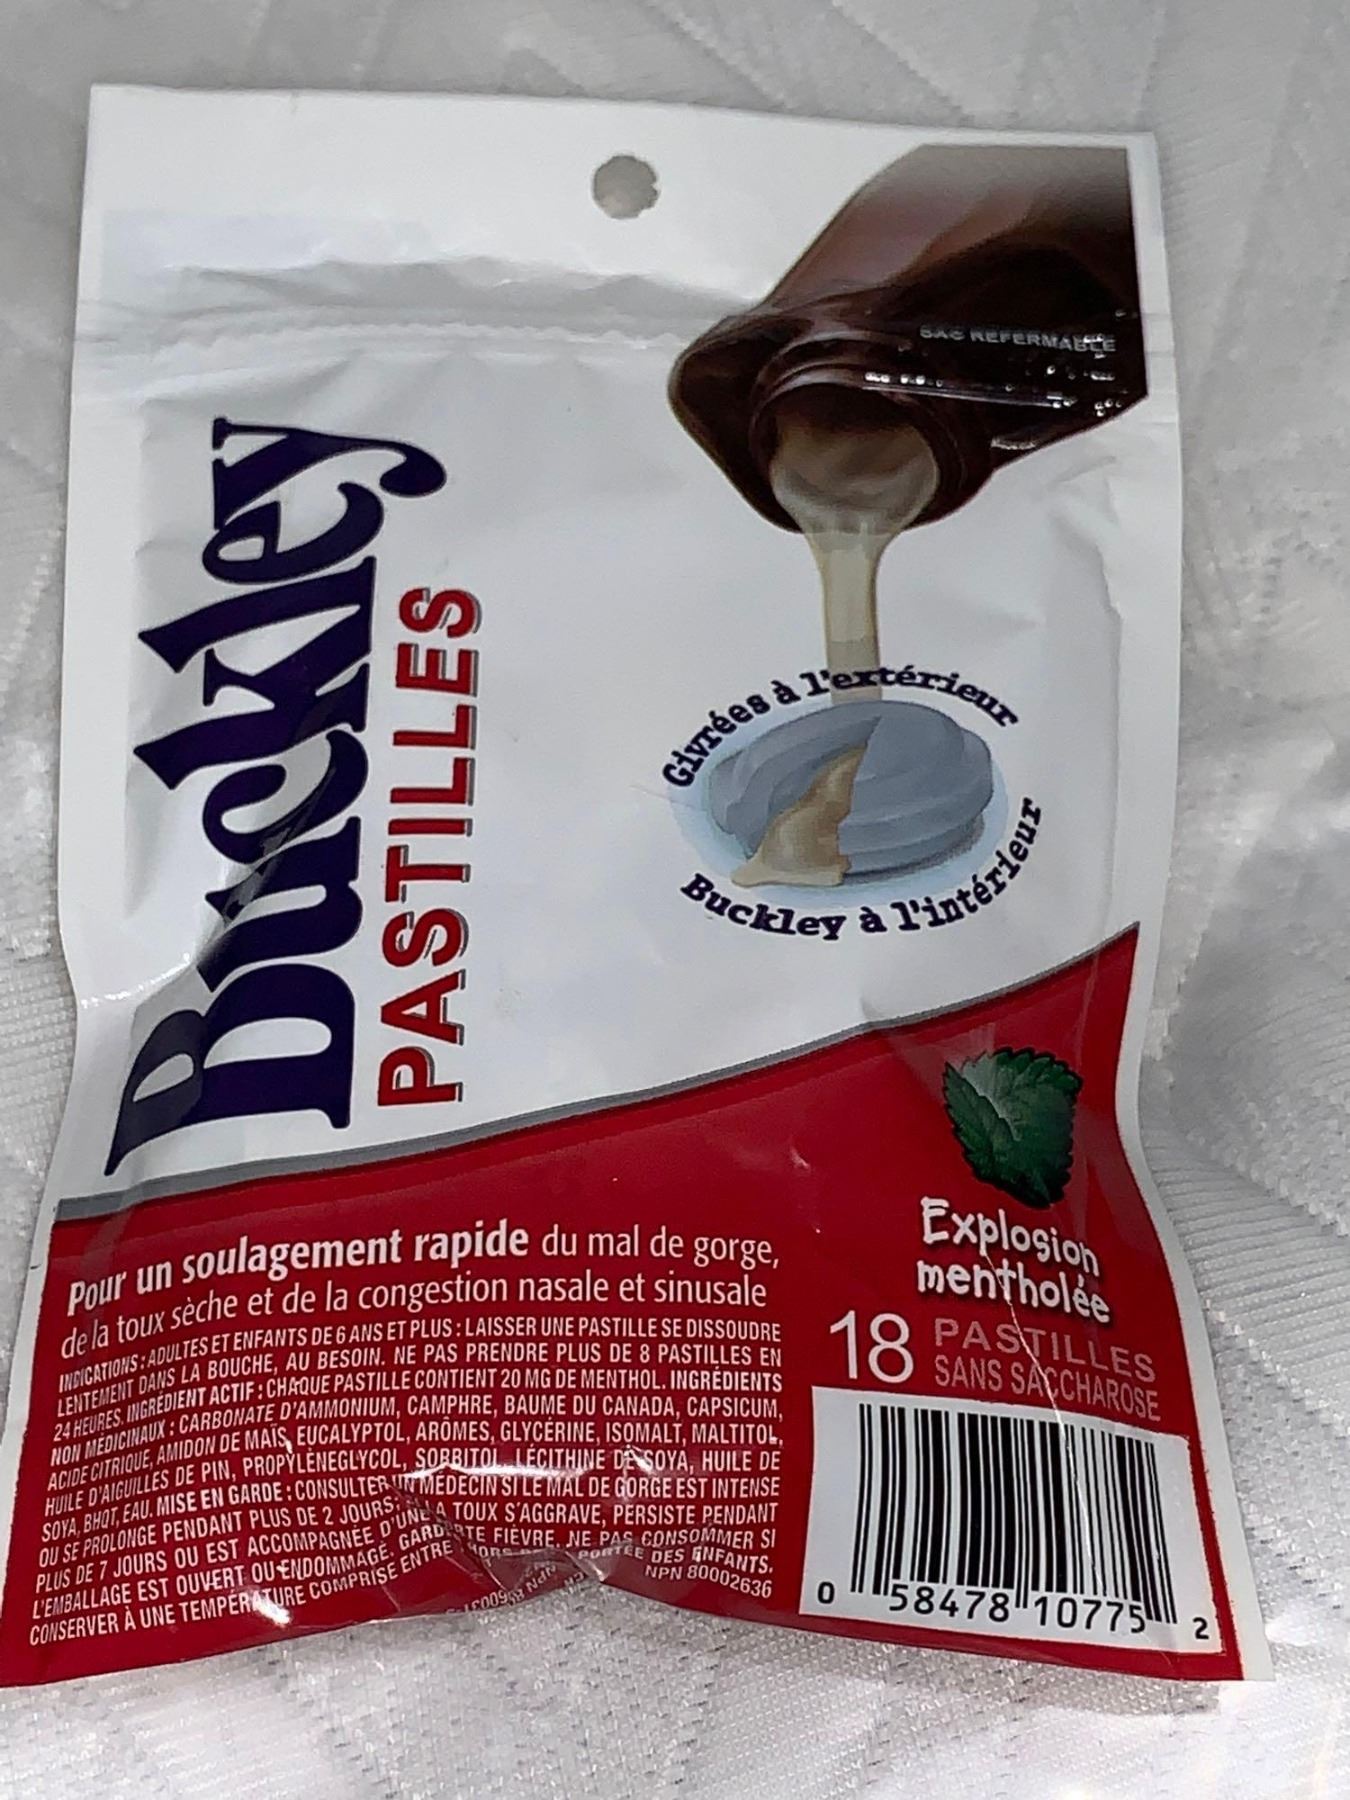 SAC REFERMABLE
Buckley
PASTILLES
Givrées à l'extérieur
Buckley à l'intérieur
Explosion
mentholée
18 PASTILLES
SANS SACCHAROSE
Pour un soulagement rapide du mal de gorge,
de la toux sèche et de la congestion nasale et sinusale
INDICATIONS : ADULTES ET ENFANTS DE 6 ANS ET PLUS : LAISSER UNE PASTILLE SE DISSOUDRE
LENTEMENT DANS LA BOUCHE, AU BESOIN. NE PAS PRENDRE PLUS DE 8 PASTILLES EN
24 HEURES. INGRÉDIENT ACTIF : CHAQUE PASTILLE CONTIENT 20 MG DE MENTHOL. INGRÉDIENTS
NON MÉDICINAUX : CARBONATE D'AMMONIUM, CAMPHRE, BAUME DU CANADA, CAPSICUM,
ACIDE CITRIQUE, AMIDON DE MAÏS, EUCALYPTOL, ARÔMES, GLYCÉRINE, ISOMALT, MALTITOL,
HUILE D'AIGUILLES DE PIN, PROPYLÈNEGLYCOL, SORBITOL, LÉCITHINE DE SOYA, HUILE DE
SOYA, BHQT, EAU. MISE EN GARDE : CONSULTER UN MÉDECIN SI LE MAL DE GORGE EST INTENSE
OU SE PROLONGE PENDANT PLUS DE 2 JOURS; LA TOUX S'AGGRAVE, PERSISTE PENDANT
PLUS DE 7 JOURS OU EST ACCOMPAGNÉE D'UNE FIÈVRE. NE PAS CONSOMMER SI
L'EMBALLAGE EST OUVERT OU ENDOMMAGÉ. GARDER HORS PORTÉE DES ENFANTS.
CONSERVER À UNE TEMPÉRATURE COMPRISE ENTRE
NPN 80002636
0 58478 10775 2